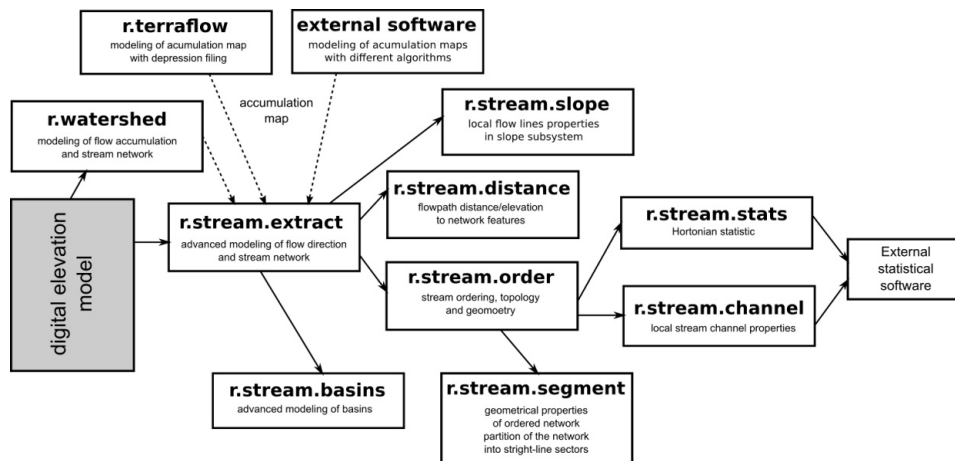 r.terraflow
modeling of acumulation map
with depression filing
external software
modeling of acumulation maps
with different algorithms
accumulation
map
r.watershed
modeling of flow accumulation
and stream network
r.stream.slope
local flow lines properties
in slope subsystem
digital elevation
model
r.stream.extract
advanced modeling of flow direction
and stream network
r.stream.distance
flowpath distance/elevation
to network features
r.stream.order
stream ordering, topology
and geomoetry
r.stream.stats
Hortonian statistic
r.stream.channel
local stream channel properties
External
statistical
software
r.stream.basins
advanced modeling of basins
r.stream.segment
geometrical properties
of ordered network
partition of the network
into stright-line sectors